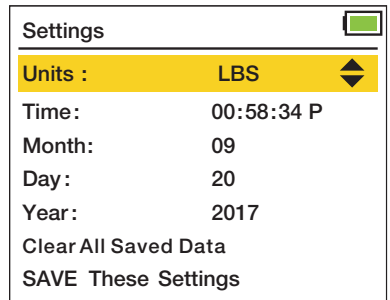 Settings
Units : LBS
Time: 00:58:34 P
Month: 09
Day: 20
Year: 2017
Clear All Saved Data
SAVE These Settings